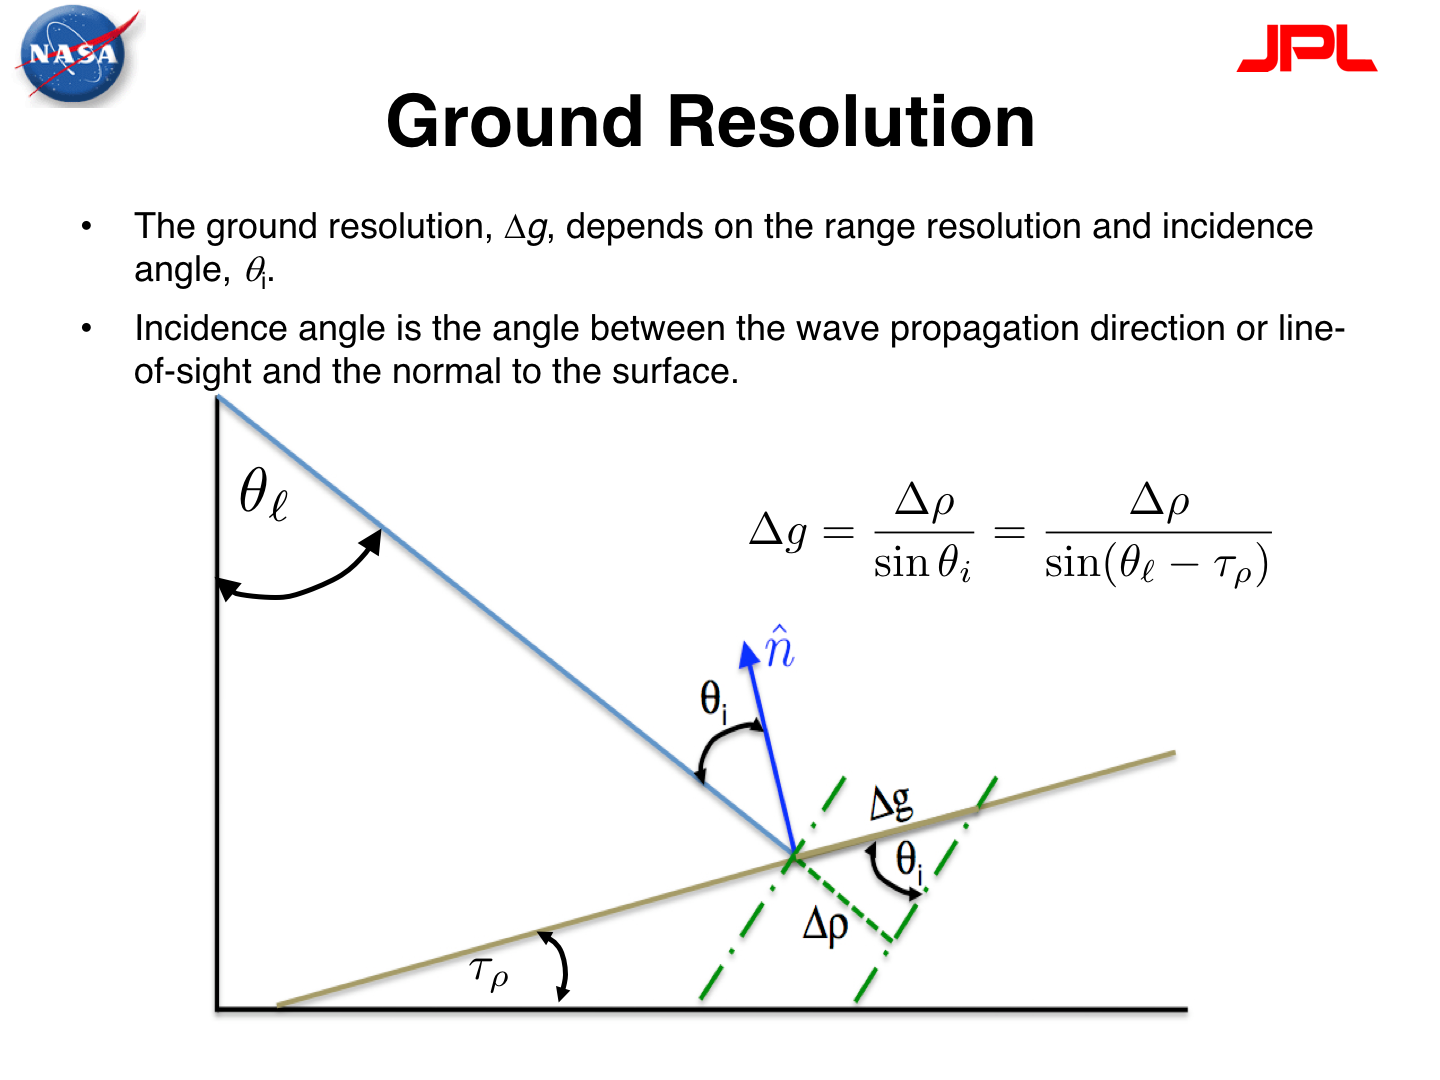 NASA
JPL
Ground Resolution
• The ground resolution, Δg, depends on the range resolution and incidence
angle, θi.
• Incidence angle is the angle between the wave propagation direction or line-
of-sight and the normal to the surface.
θℓ
Δg = Δρ / sin θi = Δρ / sin(θℓ − τρ)
n̂
θi
Δg
θi
Δρ
τρ